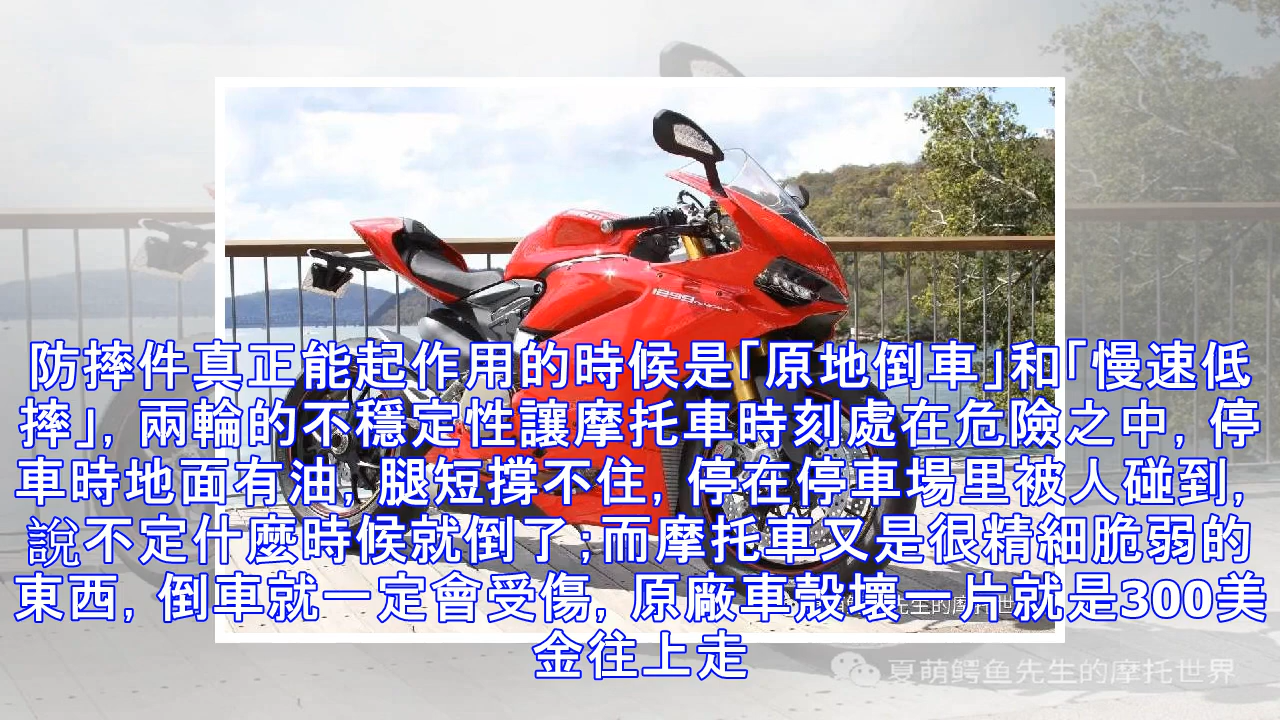 防摔件真正能起作用的時候是「原地倒車」和「慢速低
摔」, 兩輪的不穩定性讓摩托車時刻處在危險之中, 停
車時地面有油, 腿短撐不住, 停在停車場里被人碰到,
說不定什麼時候就倒了;而摩托車又是很精細脆弱的
東西, 倒車就一定會受傷, 原廠車殼壞一片就是300美
金往上走
夏萌鳄鱼先生的摩托世界
1299